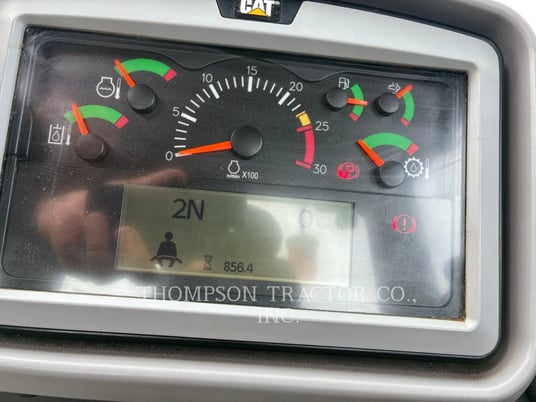 CAT
0 5 10 15 20 25 30
X100
P
2N 0 km/h
856.4
THOMPSON TRACTOR CO.,
INC.